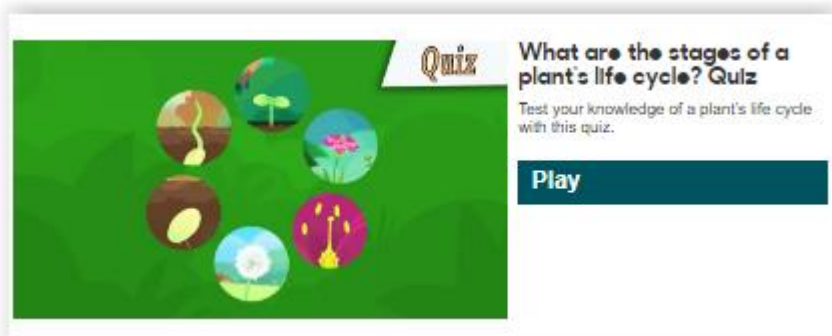 Quiz
What are the stages of a
plant's life cycle? Quiz
Test your knowledge of a plant's life cycle
with this quiz.
Play